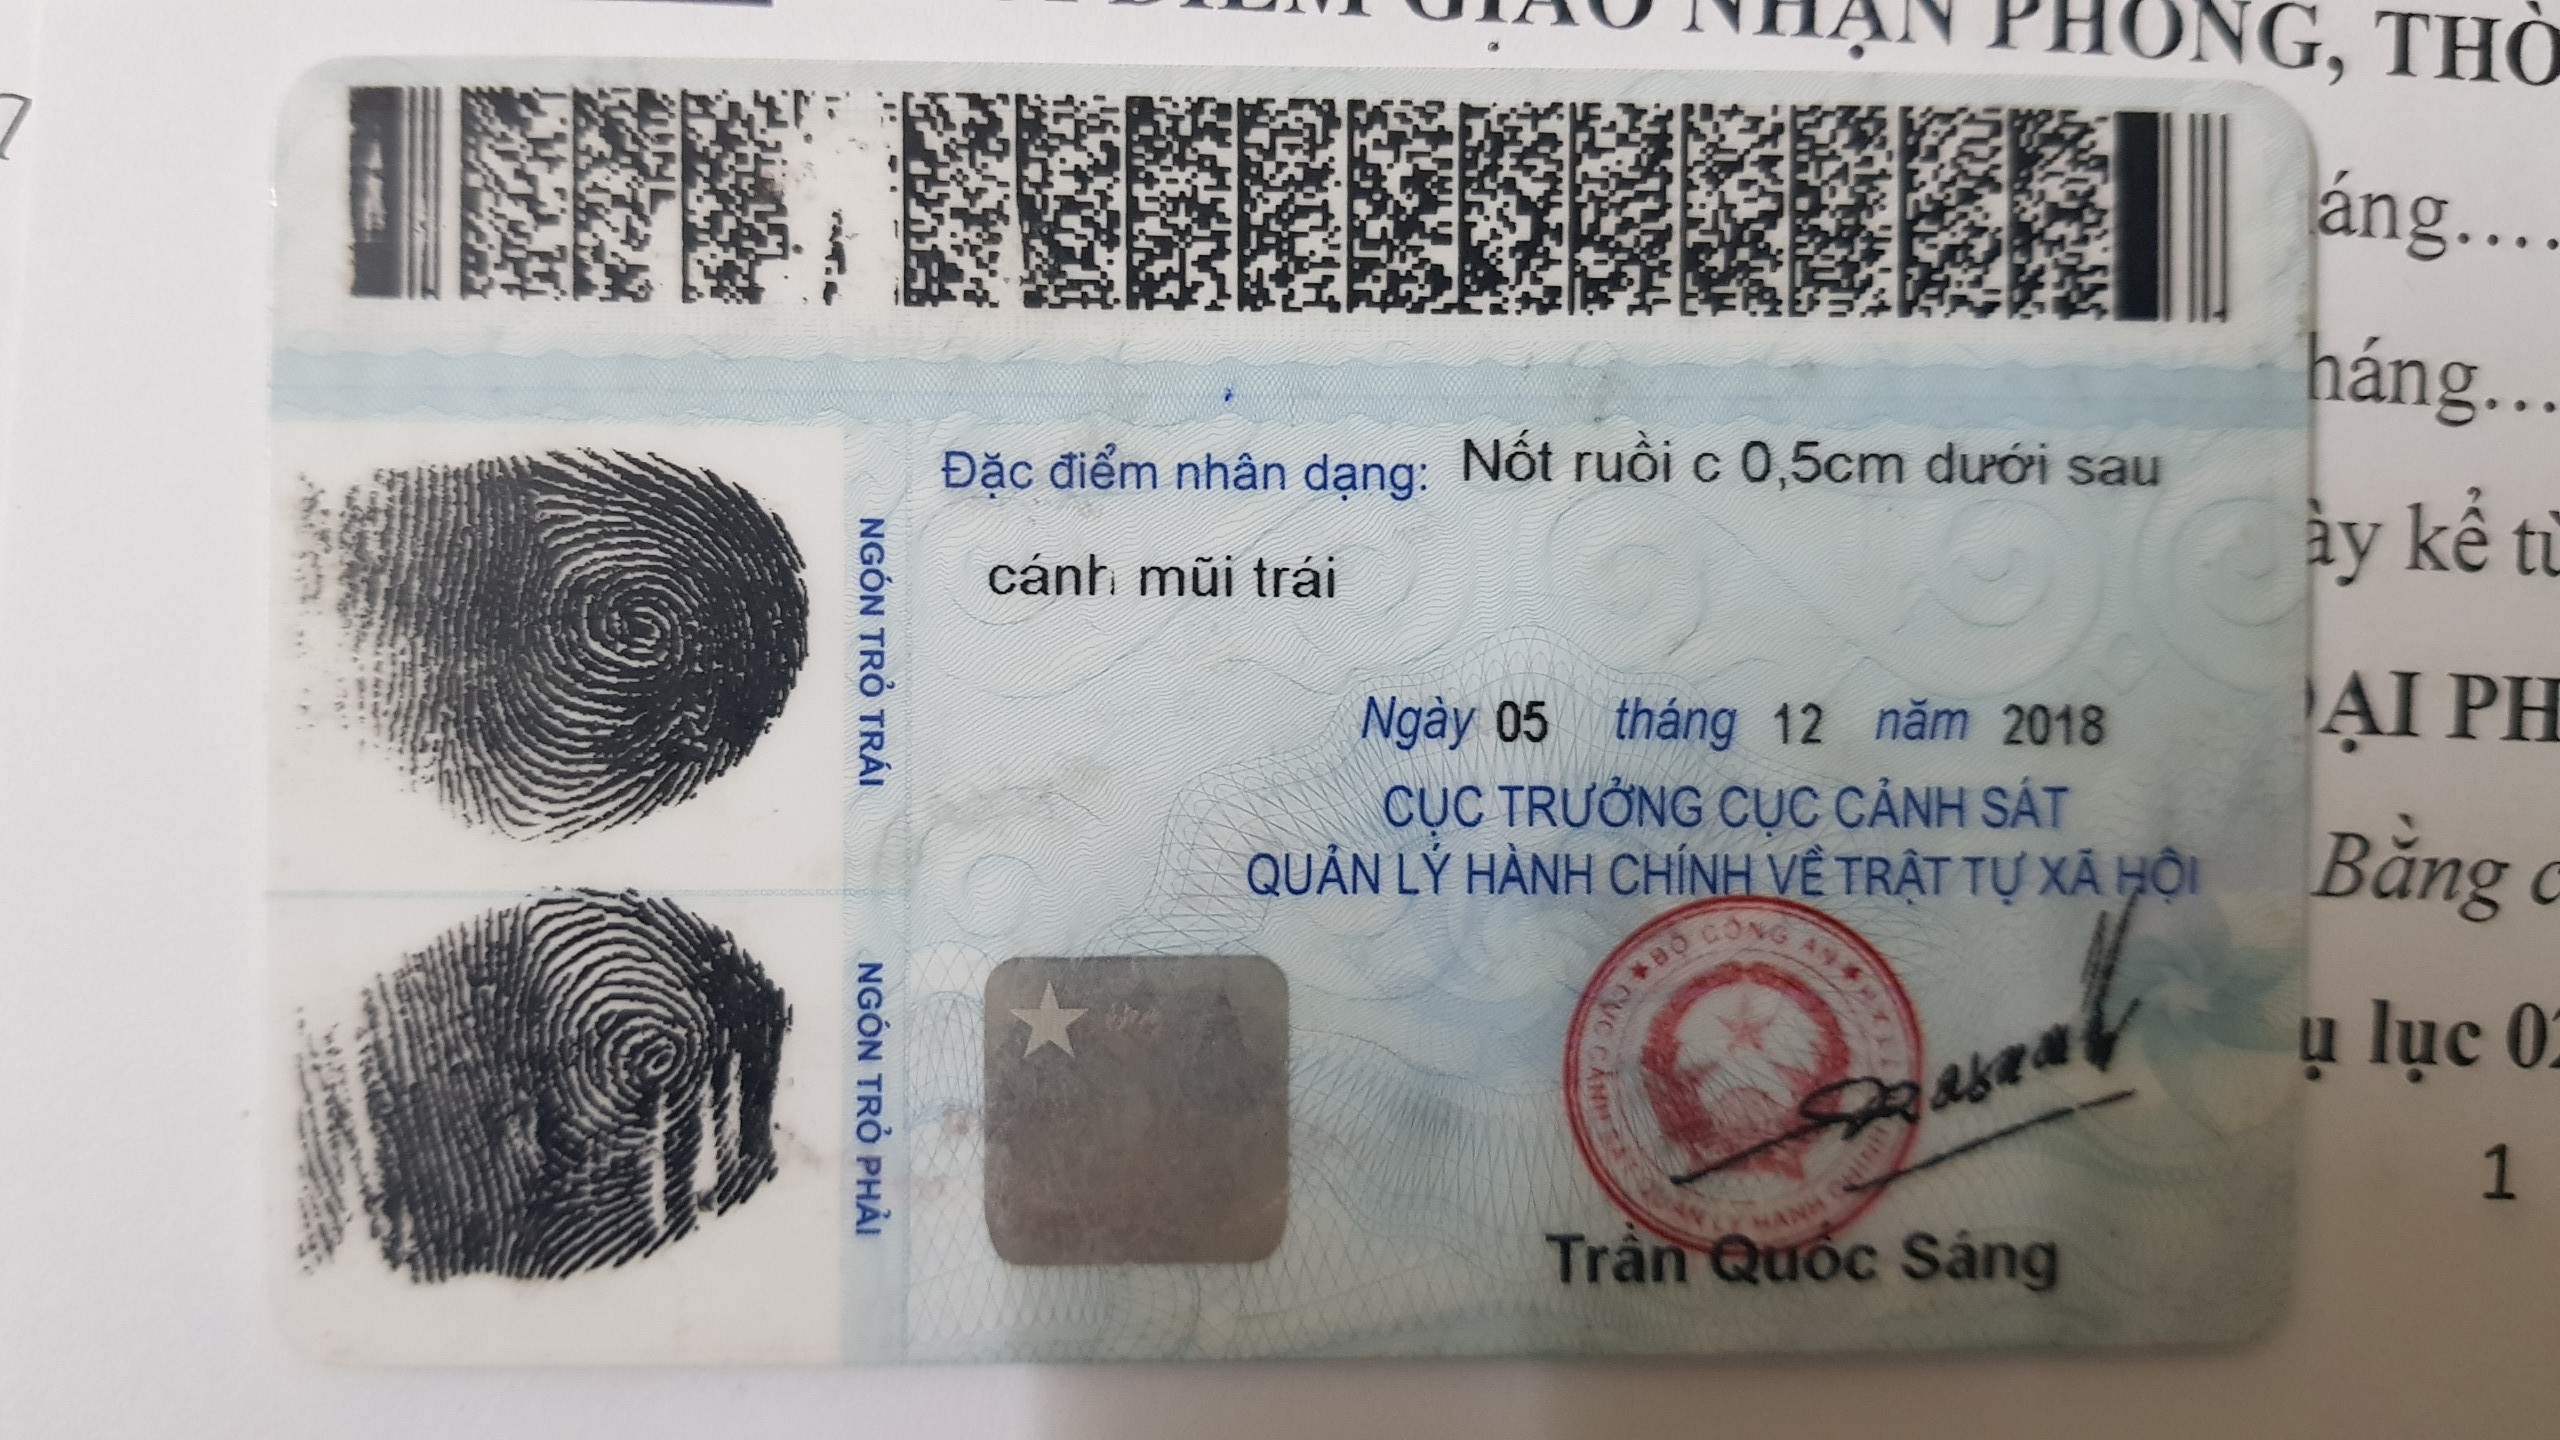 GIAO NHẬN PHÒNG, THỜ
áng....
háng...
Đặc điểm nhân dạng: Nốt ruồi c 0,5cm dưới sau
cánh mũi trái
ày kể từ
NGÓN TRỎ TRÁI
Ngày 05 tháng 12 năm 2018
ẠI PH
CỤC TRƯỞNG CỤC CẢNH SÁT
QUẢN LÝ HÀNH CHÍNH VỀ TRẬT TỰ XÃ HỘI
Bằng c
BỘ CÔNG AN
NGÓN TRỎ PHẢI
ụ lục 02
1
Trần Quốc Sáng